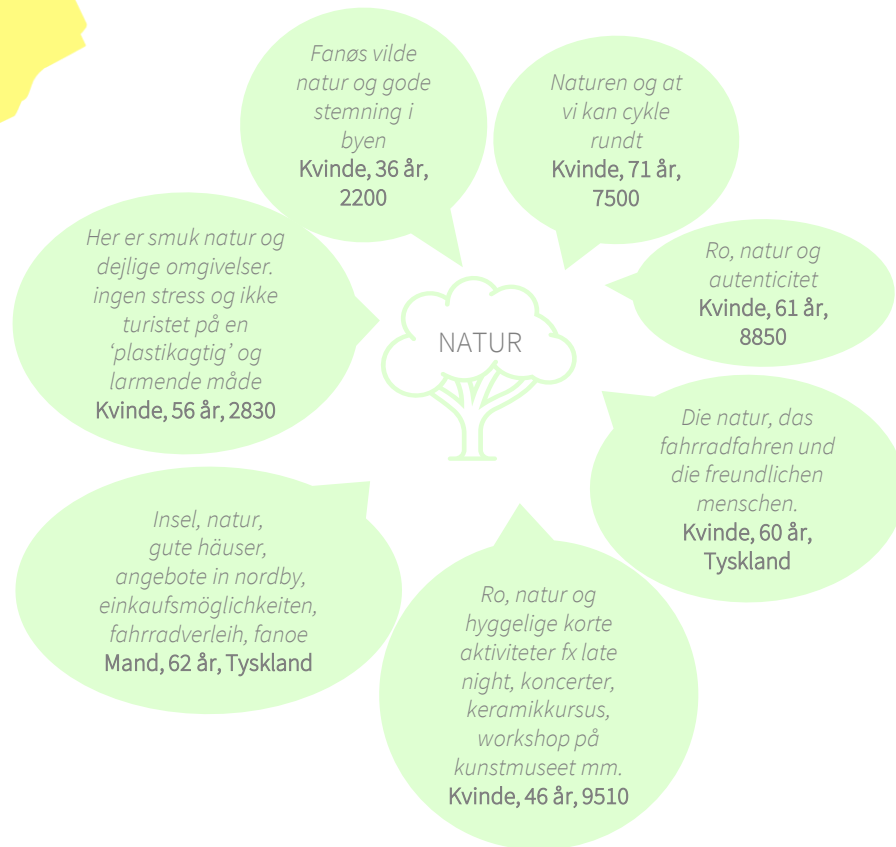 Fanøs vilde
natur og gode
stemning i
byen
Kvinde, 36 år,
2200
Naturen og at
vi kan cykle
rundt
Kvinde, 71 år,
7500
Her er smuk natur og
dejlige omgivelser.
ingen stress og ikke
turistet på en
‘plastikagtig’ og
larmende måde
Kvinde, 56 år, 2830
Ro, natur og
autenticitet
Kvinde, 61 år,
8850
NATUR
Die natur, das
fahrradfahren und
die freundlichen
menschen.
Kvinde, 60 år,
Tyskland
Insel, natur,
gute häuser,
angebote in nordby,
einkaufsmöglichkeiten,
fahrradverleih, fanoe
Mand, 62 år, Tyskland
Ro, natur og
hyggelige korte
aktiviteter fx late
night, koncerter,
keramikkursus,
workshop på
kunstmuseet mm.
Kvinde, 46 år, 9510